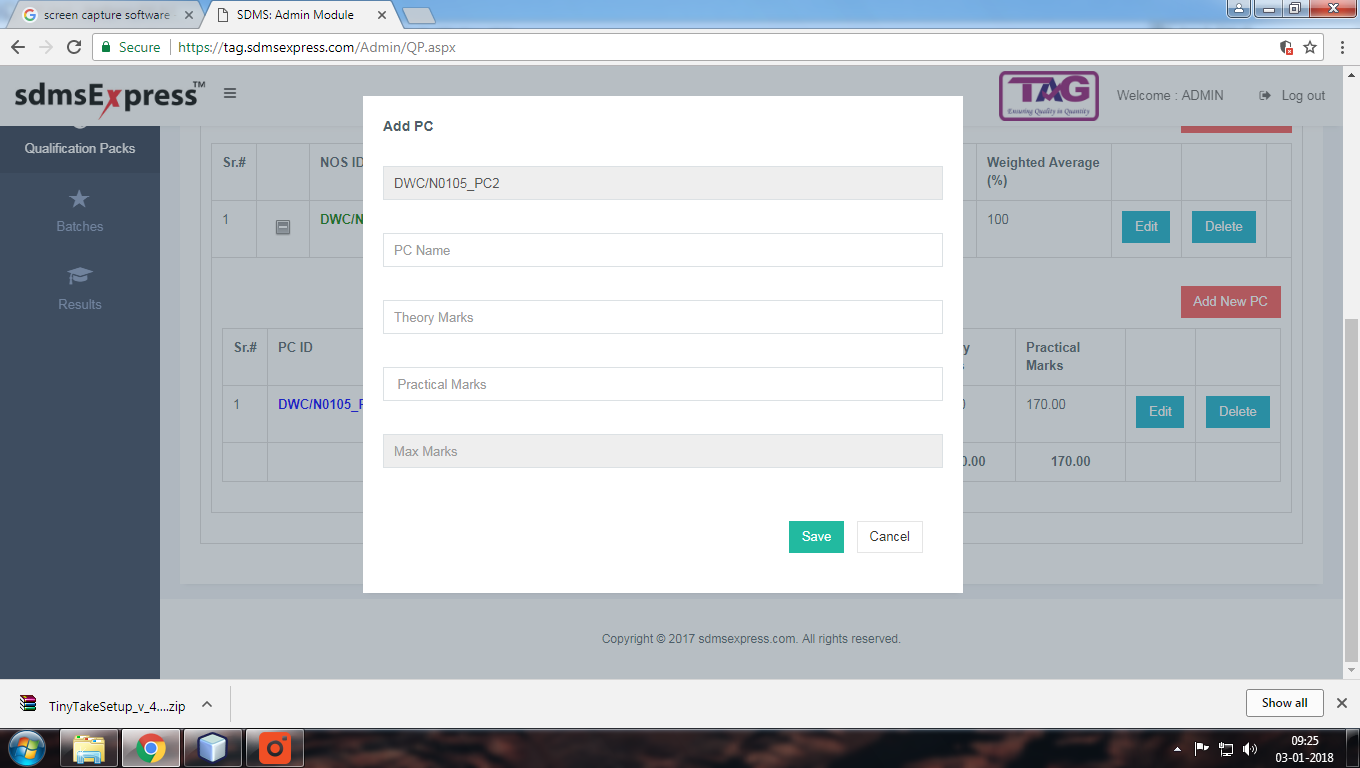 screen capture software
SDMS: Admin Module
Secure
https://tag.sdmsexpress.com/Admin/QP.aspx
sdmsExpress™
TAG
Ensuring Quality in Quantity
Welcome : ADMIN
Log out
Qualification Packs
Batches
Results
Sr.#
NOS ID
Weighted Average
(%)
1
DWC/N
100
Edit
Delete
Add New PC
Sr.#
PC ID
Practical
Marks
1
DWC/N0105_P
170.00
Edit
Delete
0.00
170.00
Add PC
DWC/N0105_PC2
PC Name
Theory Marks
Practical Marks
Max Marks
Save
Cancel
Copyright © 2017 sdmsexpress.com. All rights reserved.
TinyTakeSetup_v_4....zip
Show all
09:25
03-01-2018